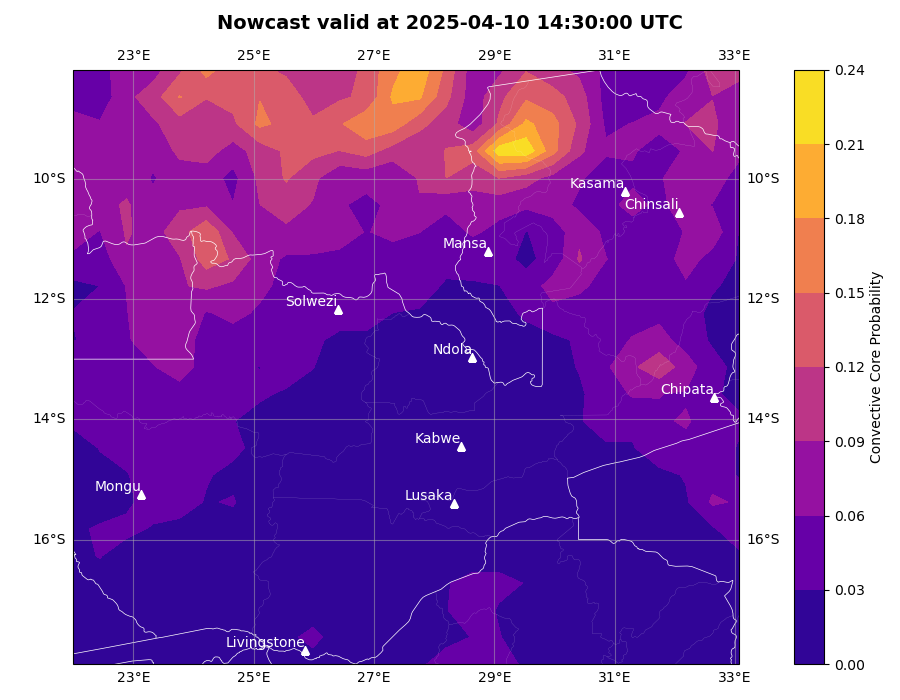 Nowcast valid at 2025-04-10 14:30:00 UTC
23°E 25°E 27°E 29°E 31°E 33°E
0.24
0.21
10°S Kasama 10°S
Chinsali
0.18
Mansa
0.15
12°S Solwezi 12°S
Ndola
0.12
Chipata
14°S 14°S
0.09
Kabwe
Mongu
Lusaka
0.06
16°S 16°S
0.03
Livingstone
0.00
23°E 25°E 27°E 29°E 31°E 33°E
Convective Core Probability